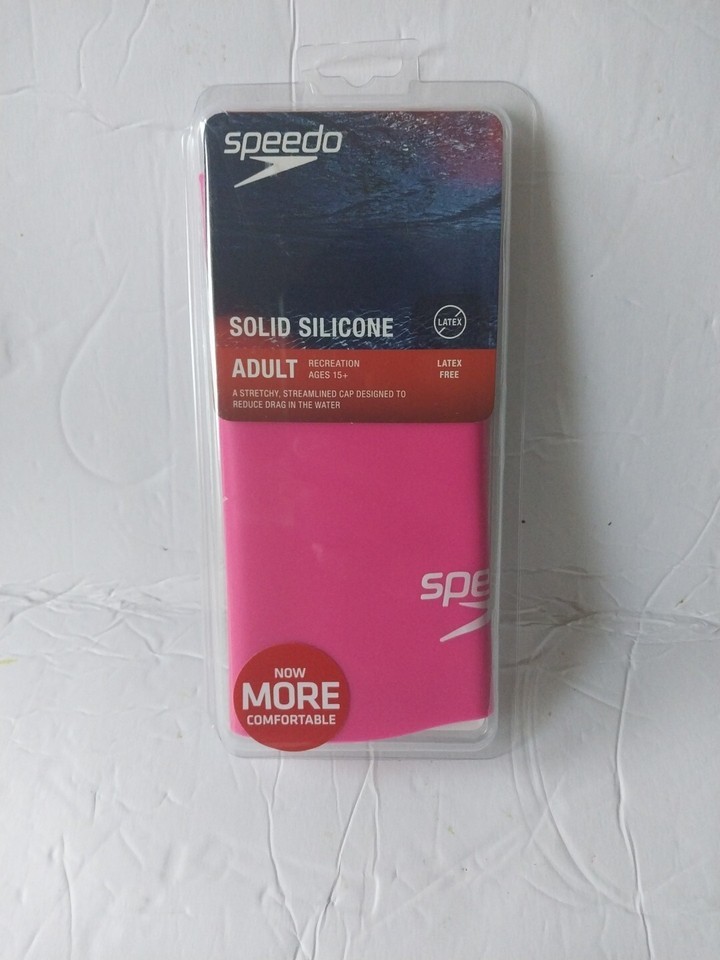 speedo
SOLID SILICONE
LATEX
ADULT
RECREATION
AGES 15+
LATEX
FREE
A STRETCHY, STREAMLINED CAP DESIGNED TO
REDUCE DRAG IN THE WATER
spe
NOW
MORE
COMFORTABLE